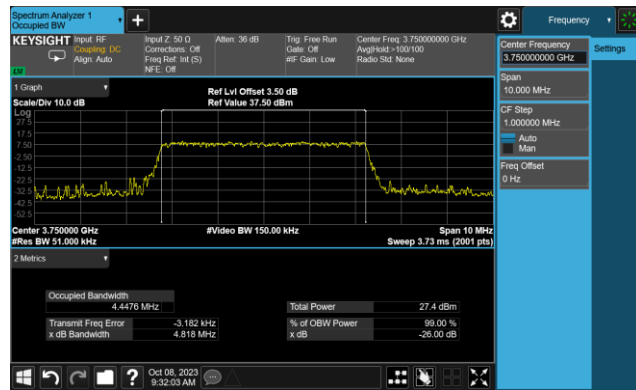 Spectrum Analyzer 1
Occupied BW
Frequency
KEYSIGHT
Input: RF
Coupling: DC
Align: Auto
Input Z: 50 Ω
Corrections: Off
Freq Ref: Int (S)
NFE: Off
Atten: 36 dB
Trig: Free Run
Gate: Off
#IF Gain: Low
Center Freq: 3.750000000 GHz
Avg|Hold:>100/100
Radio Std: None
Center Frequency
3.750000000 GHz
Settings
Span
10.000 MHz
CF Step
1.000000 MHz
Auto
Man
Freq Offset
0 Hz
1 Graph
Scale/Div 10.0 dB
Ref Lvl Offset 3.50 dB
Ref Value 37.50 dBm
Log
27.5
17.5
7.50
-2.50
-12.5
-22.5
-32.5
-42.5
-52.5
Center 3.750000 GHz
#Res BW 51.000 kHz
#Video BW 150.00 kHz
Span 10 MHz
Sweep 3.73 ms (2001 pts)
2 Metrics
Occupied Bandwidth
4.4476 MHz
Total Power 27.4 dBm
Transmit Freq Error -3.182 kHz
% of OBW Power 99.00 %
x dB Bandwidth 4.818 MHz
x dB -26.00 dB
?
Oct 08, 2023
9:32:03 AM